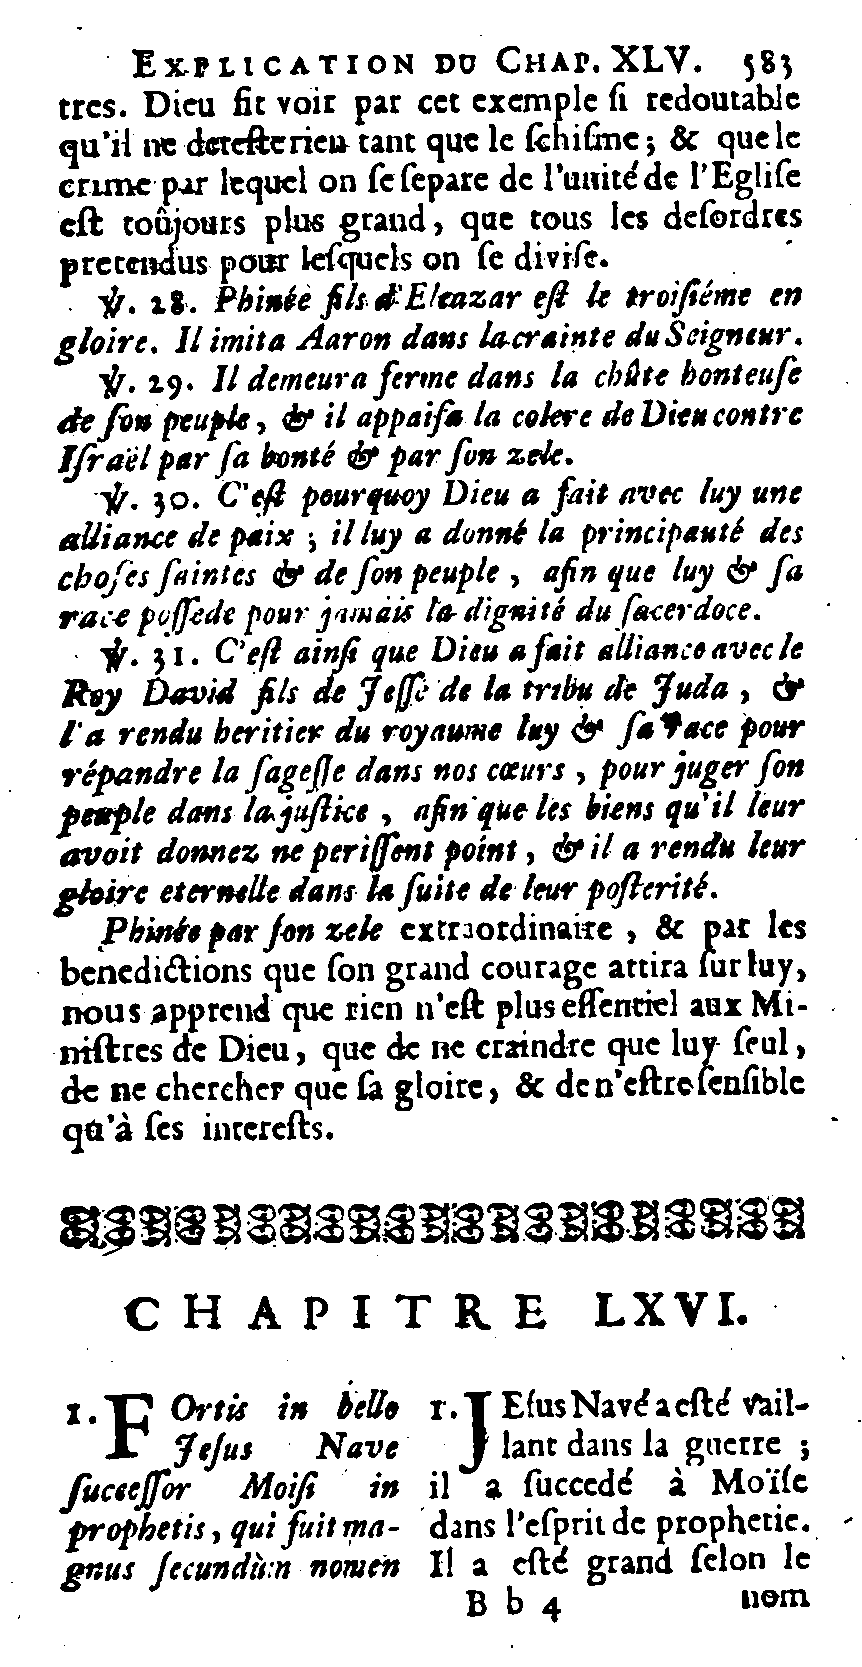 EXPLICATION DU CHAP. XLV. 583
tres. Dieu fit voir par cet exemple ſi redoutable
qu'il ne deteſte rien tant que le ſchiſme; & que le
crime par lequel on ſe ſepare de l'unité de l'Egliſe
eſt toûjours plus grand, que tous les deſordres
pretendus pour leſquels on ſe diviſe.
℣. 28. Phinée fils d'Eleazar eſt le troiſiéme en
gloire. Il imita Aaron dans la crainte du Seigneur.
℣. 29. Il demeura ferme dans la chûte honteuſe
de ſon peuple, & il appaiſa la colere de Dieu contre
Iſraël par ſa bonté & par ſon zele.
℣. 30. C'eſt pourquoy Dieu a fait avec luy une
alliance de paix; il luy a donné la principauté des
choſes ſaintes & de ſon peuple, afin que luy & ſa
race poſſede pour jamais la dignité du ſacerdoce.
℣. 31. C'eſt ainſi que Dieu a fait alliance avec le
Roy David fils de Jeſſé de la tribu de Juda, &
l'a rendu heritier du royaume luy & ſa race pour
répandre la ſageſſe dans nos cœurs, pour juger ſon
peuple dans la juſtice, afin que les biens qu'il leur
avoit donnez ne periſſent point, & il a rendu leur
gloire eternelle dans la ſuite de leur poſterité.
Phinée par ſon zele extraordinaire, & par les
benedictions que ſon grand courage attira ſur luy,
nous apprend que rien n'eſt plus eſſentiel aux Mi-
niſtres de Dieu, que de ne craindre que luy ſeul,
de ne chercher que ſa gloire, & de n'eſtre ſenſible
qu'à ſes intereſts.
CHAPITRE LXVI.
1. FOrtis in bello
Jeſus Nave
ſucceſſor Moiſi in
prophetis, qui fuit ma-
gnus ſecundùm nomen
1. JEſus Navé a eſté vail-
lant dans la guerre;
il a ſuccedé à Moïſe
dans l'eſprit de prophetie.
Il a eſté grand ſelon le
B b 4 nom